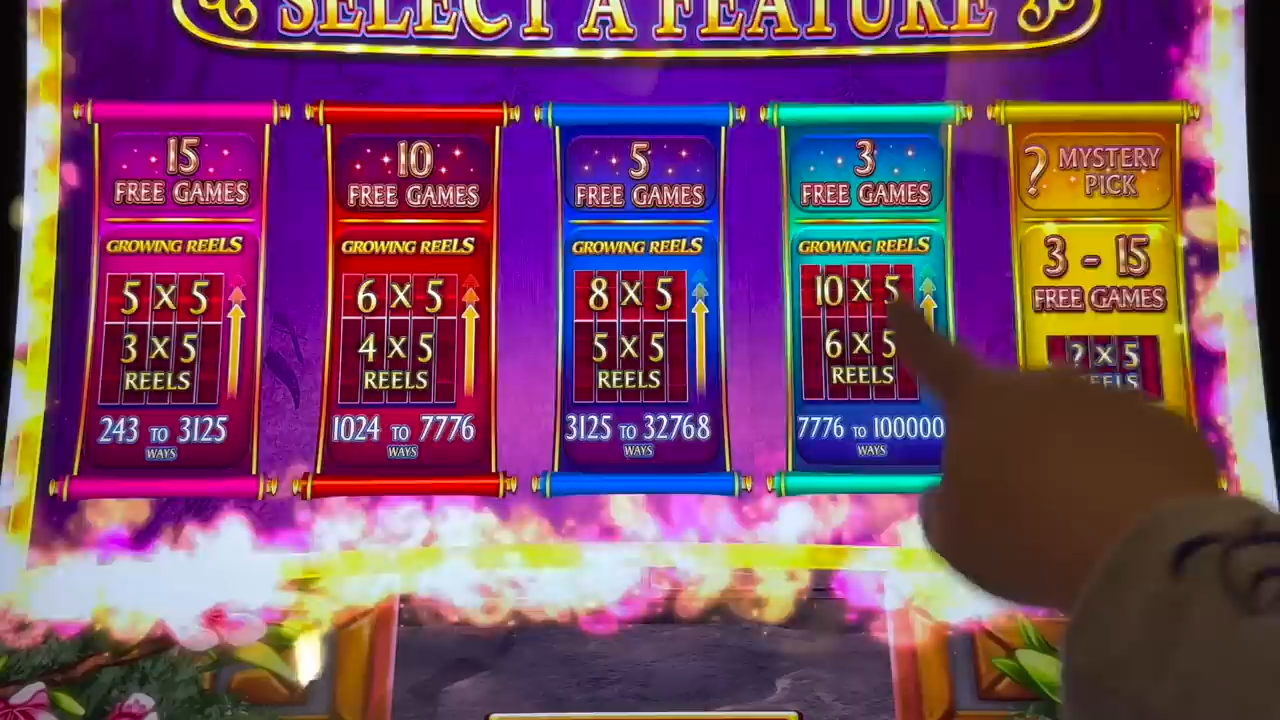 SELECT A FEATURE
15
FREE GAMES
GROWING REELS
5 X 5
3 X 5
REELS
243 TO 3125
WAYS
10
FREE GAMES
GROWING REELS
6 X 5
4 X 5
REELS
1024 TO 7776
WAYS
5
FREE GAMES
GROWING REELS
8 X 5
5 X 5
REELS
3125 TO 32768
WAYS
3
FREE GAMES
GROWING REELS
10 X 5
6 X 5
REELS
7776 TO 100000
WAYS
? MYSTERY
PICK
3 - 15
FREE GAMES
? X 5
REELS